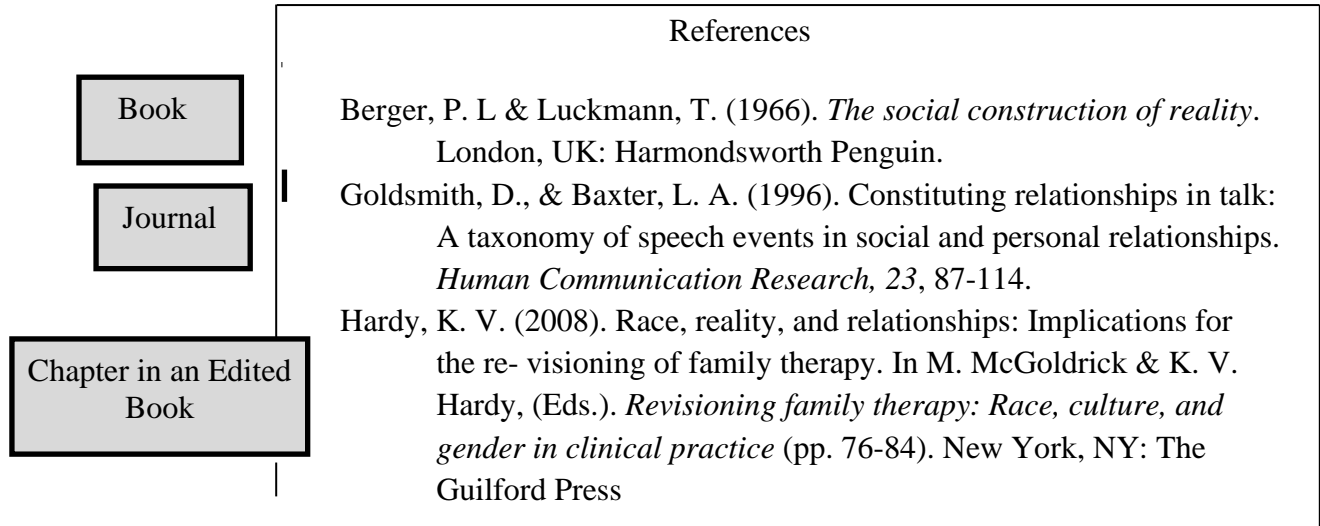 References
Book
Berger, P. L & Luckmann, T. (1966). The social construction of reality.
London, UK: Harmondsworth Penguin.
Journal
Goldsmith, D., & Baxter, L. A. (1996). Constituting relationships in talk:
A taxonomy of speech events in social and personal relationships.
Human Communication Research, 23, 87-114.
Chapter in an Edited
Book
Hardy, K. V. (2008). Race, reality, and relationships: Implications for
the re- visioning of family therapy. In M. McGoldrick & K. V.
Hardy, (Eds.). Revisioning family therapy: Race, culture, and
gender in clinical practice (pp. 76-84). New York, NY: The
Guilford Press